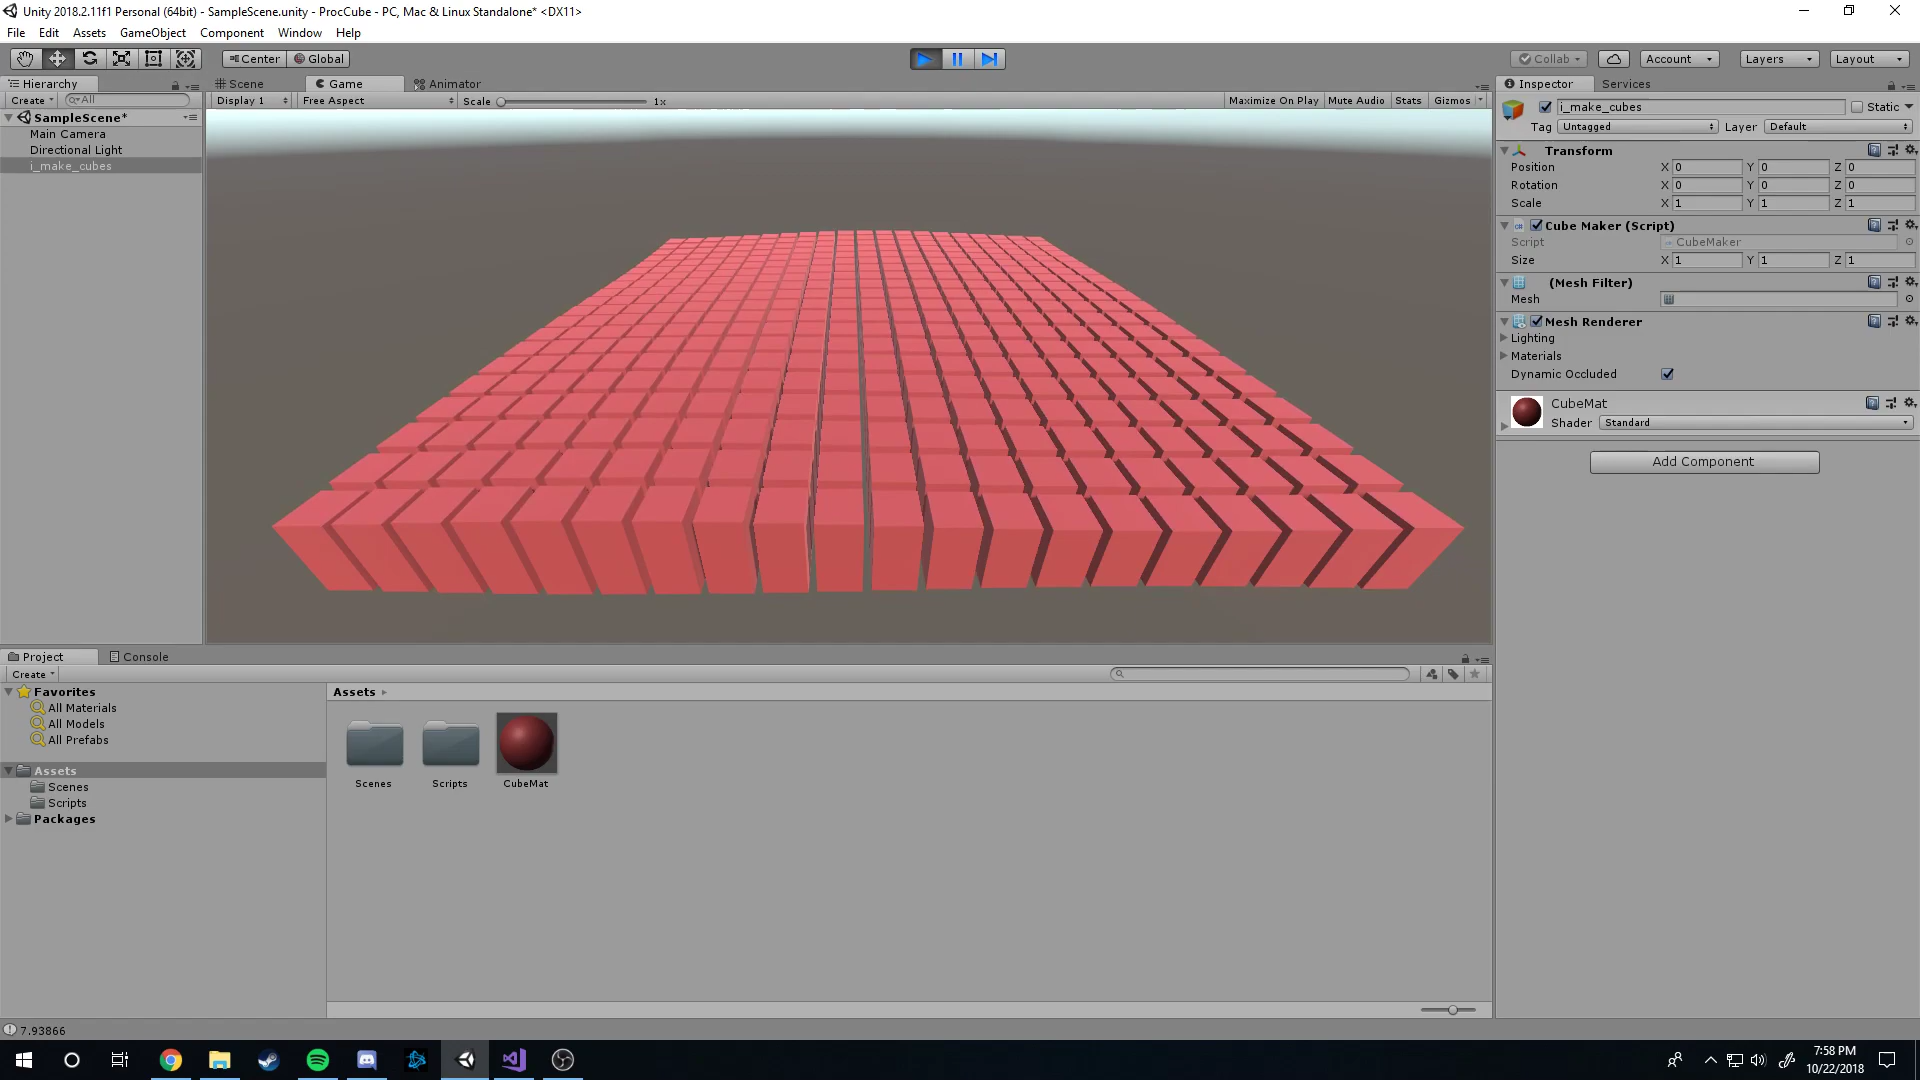 Unity 2018.2.11f1 Personal (64bit) - SampleScene.unity - ProcCube - PC, Mac & Linux Standalone* <DX11>
File Edit Assets GameObject Component Window Help
Center Global Collab Account Layers Layout
Hierarchy Scene Game Animator Inspector Services
Create All Display 1 Free Aspect Scale 1x Maximize On Play Mute Audio Stats Gizmos i_make_cubes Static
SampleScene*
Main Camera
Directional Light
i_make_cubes
Tag Untagged Layer Default
Transform
Position X 0 Y 0 Z 0
Rotation X 0 Y 0 Z 0
Scale X 1 Y 1 Z 1
Cube Maker (Script)
Script CubeMaker
Size X 1 Y 1 Z 1
(Mesh Filter)
Mesh
Mesh Renderer
Lighting
Materials
Dynamic Occluded
CubeMat
Shader Standard
Add Component
Project Console
Create
Favorites
All Materials
All Models
All Prefabs
Assets
Scenes
Scripts
Packages
Assets
Scenes Scripts CubeMat
7.93866
7:58 PM
10/22/2018